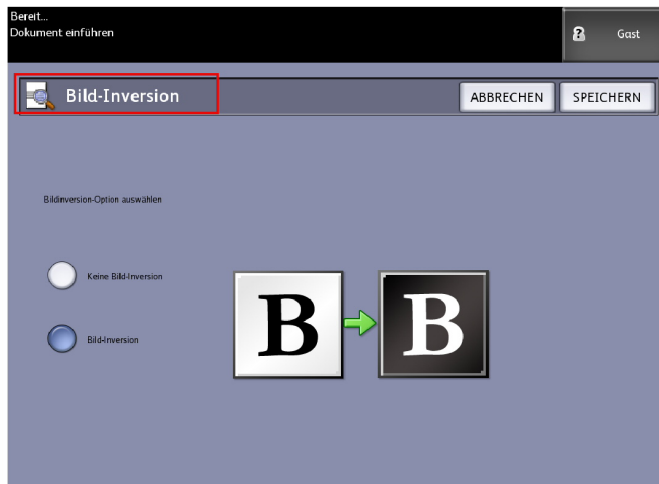 Bereit...
Dokument einführen
Gast
Bild-Inversion
ABBRECHEN
SPEICHERN
Bildinversion-Option auswählen
Keine Bild-Inversion
Bild-Inversion
B
B